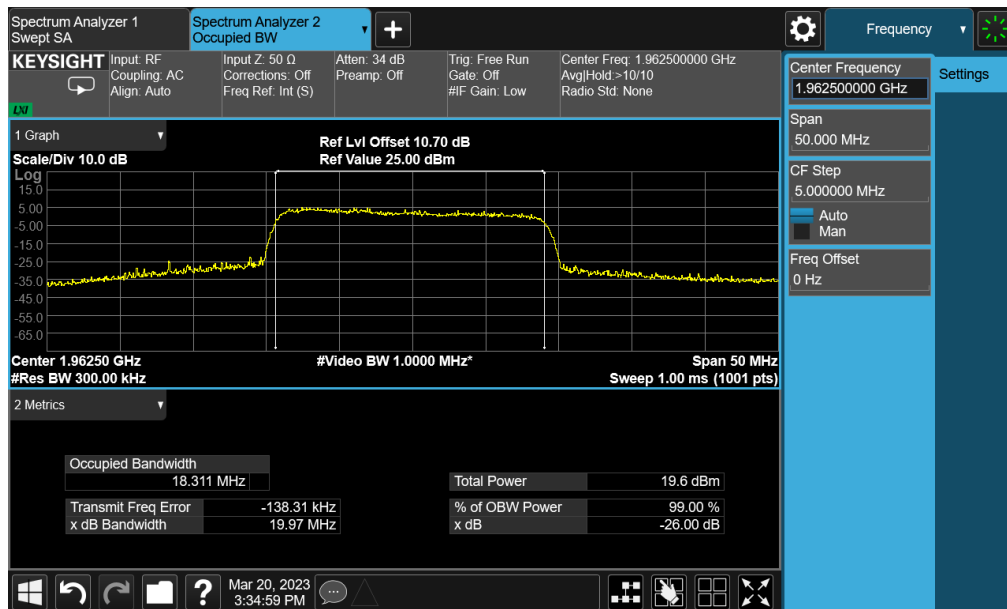 Spectrum Analyzer 1
Swept SA
Spectrum Analyzer 2
Occupied BW
Frequency
KEYSIGHT
LXI
Input: RF
Coupling: AC
Align: Auto
Input Z: 50 Ω
Corrections: Off
Freq Ref: Int (S)
Atten: 34 dB
Preamp: Off
Trig: Free Run
Gate: Off
#IF Gain: Low
Center Freq: 1.962500000 GHz
Avg|Hold:>10/10
Radio Std: None
Center Frequency
1.962500000 GHz
Settings
Span
50.000 MHz
CF Step
5.000000 MHz
Auto
Man
Freq Offset
0 Hz
1 Graph
Scale/Div 10.0 dB
Ref Lvl Offset 10.70 dB
Ref Value 25.00 dBm
Log
15.0
5.00
-5.00
-15.0
-25.0
-35.0
-45.0
-55.0
-65.0
Center 1.96250 GHz
#Video BW 1.0000 MHz*
Span 50 MHz
#Res BW 300.00 kHz
Sweep 1.00 ms (1001 pts)
2 Metrics
Occupied Bandwidth
18.311 MHz
Total Power 19.6 dBm
Transmit Freq Error -138.31 kHz
% of OBW Power 99.00 %
x dB Bandwidth 19.97 MHz
x dB -26.00 dB
?
Mar 20, 2023
3:34:59 PM